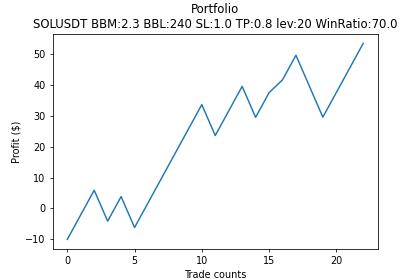 Portfolio
SOLUSDT BBM:2.3 BBL:240 SL:1.0 TP:0.8 lev:20 WinRatio:70.0
50
40
30
20
10
0
−10
Profit ($)
0 5 10 15 20
Trade counts